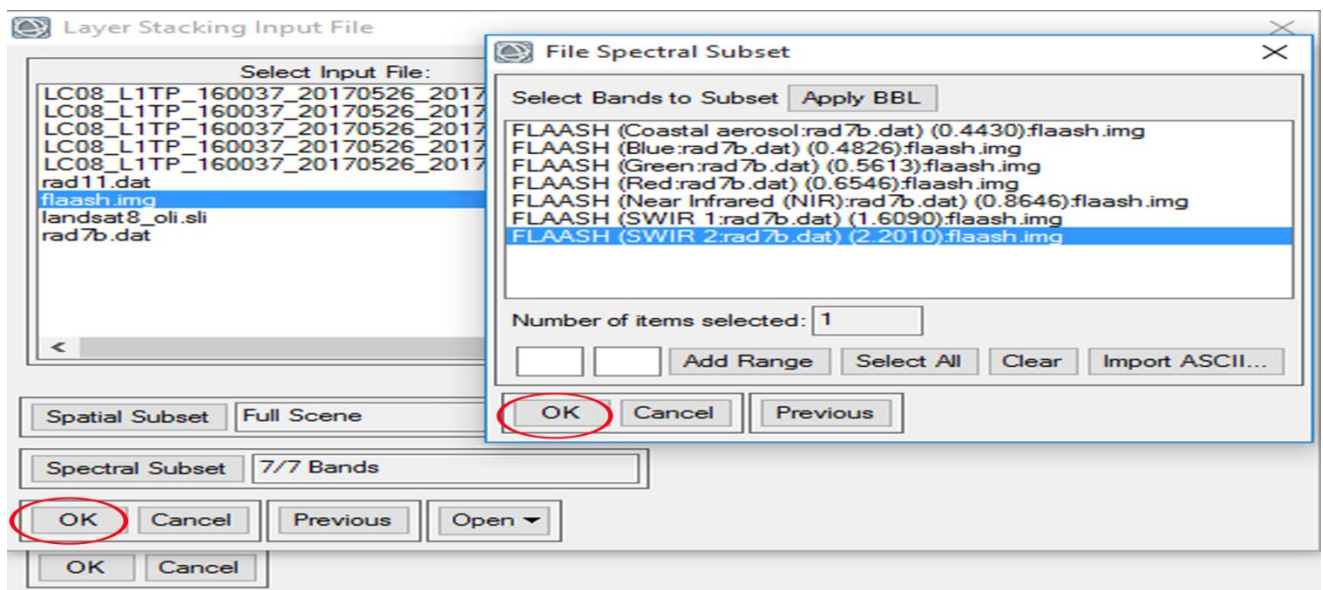 Layer Stacking Input File
Select Input File:
LC08_L1TP_160037_20170526_2017
LC08_L1TP_160037_20170526_2017
LC08_L1TP_160037_20170526_2017
LC08_L1TP_160037_20170526_2017
LC08_L1TP_160037_20170526_2017
rad11.dat
flaash.img
landsat8_oli.sli
rad7b.dat
<
Spatial Subset Full Scene
Spectral Subset 7/7 Bands
OK Cancel Previous Open
OK Cancel
File Spectral Subset
Select Bands to Subset Apply BBL
FLAASH (Coastal aerosol:rad7b.dat) (0.4430):flaash.img
FLAASH (Blue:rad7b.dat) (0.4826):flaash.img
FLAASH (Green:rad7b.dat) (0.5613):flaash.img
FLAASH (Red:rad7b.dat) (0.6546):flaash.img
FLAASH (Near Infrared (NIR):rad7b.dat) (0.8646):flaash.img
FLAASH (SWIR 1:rad7b.dat) (1.6090):flaash.img
FLAASH (SWIR 2:rad7b.dat) (2.2010):flaash.img
Number of items selected: 1
Add Range Select All Clear Import ASCII...
OK Cancel Previous